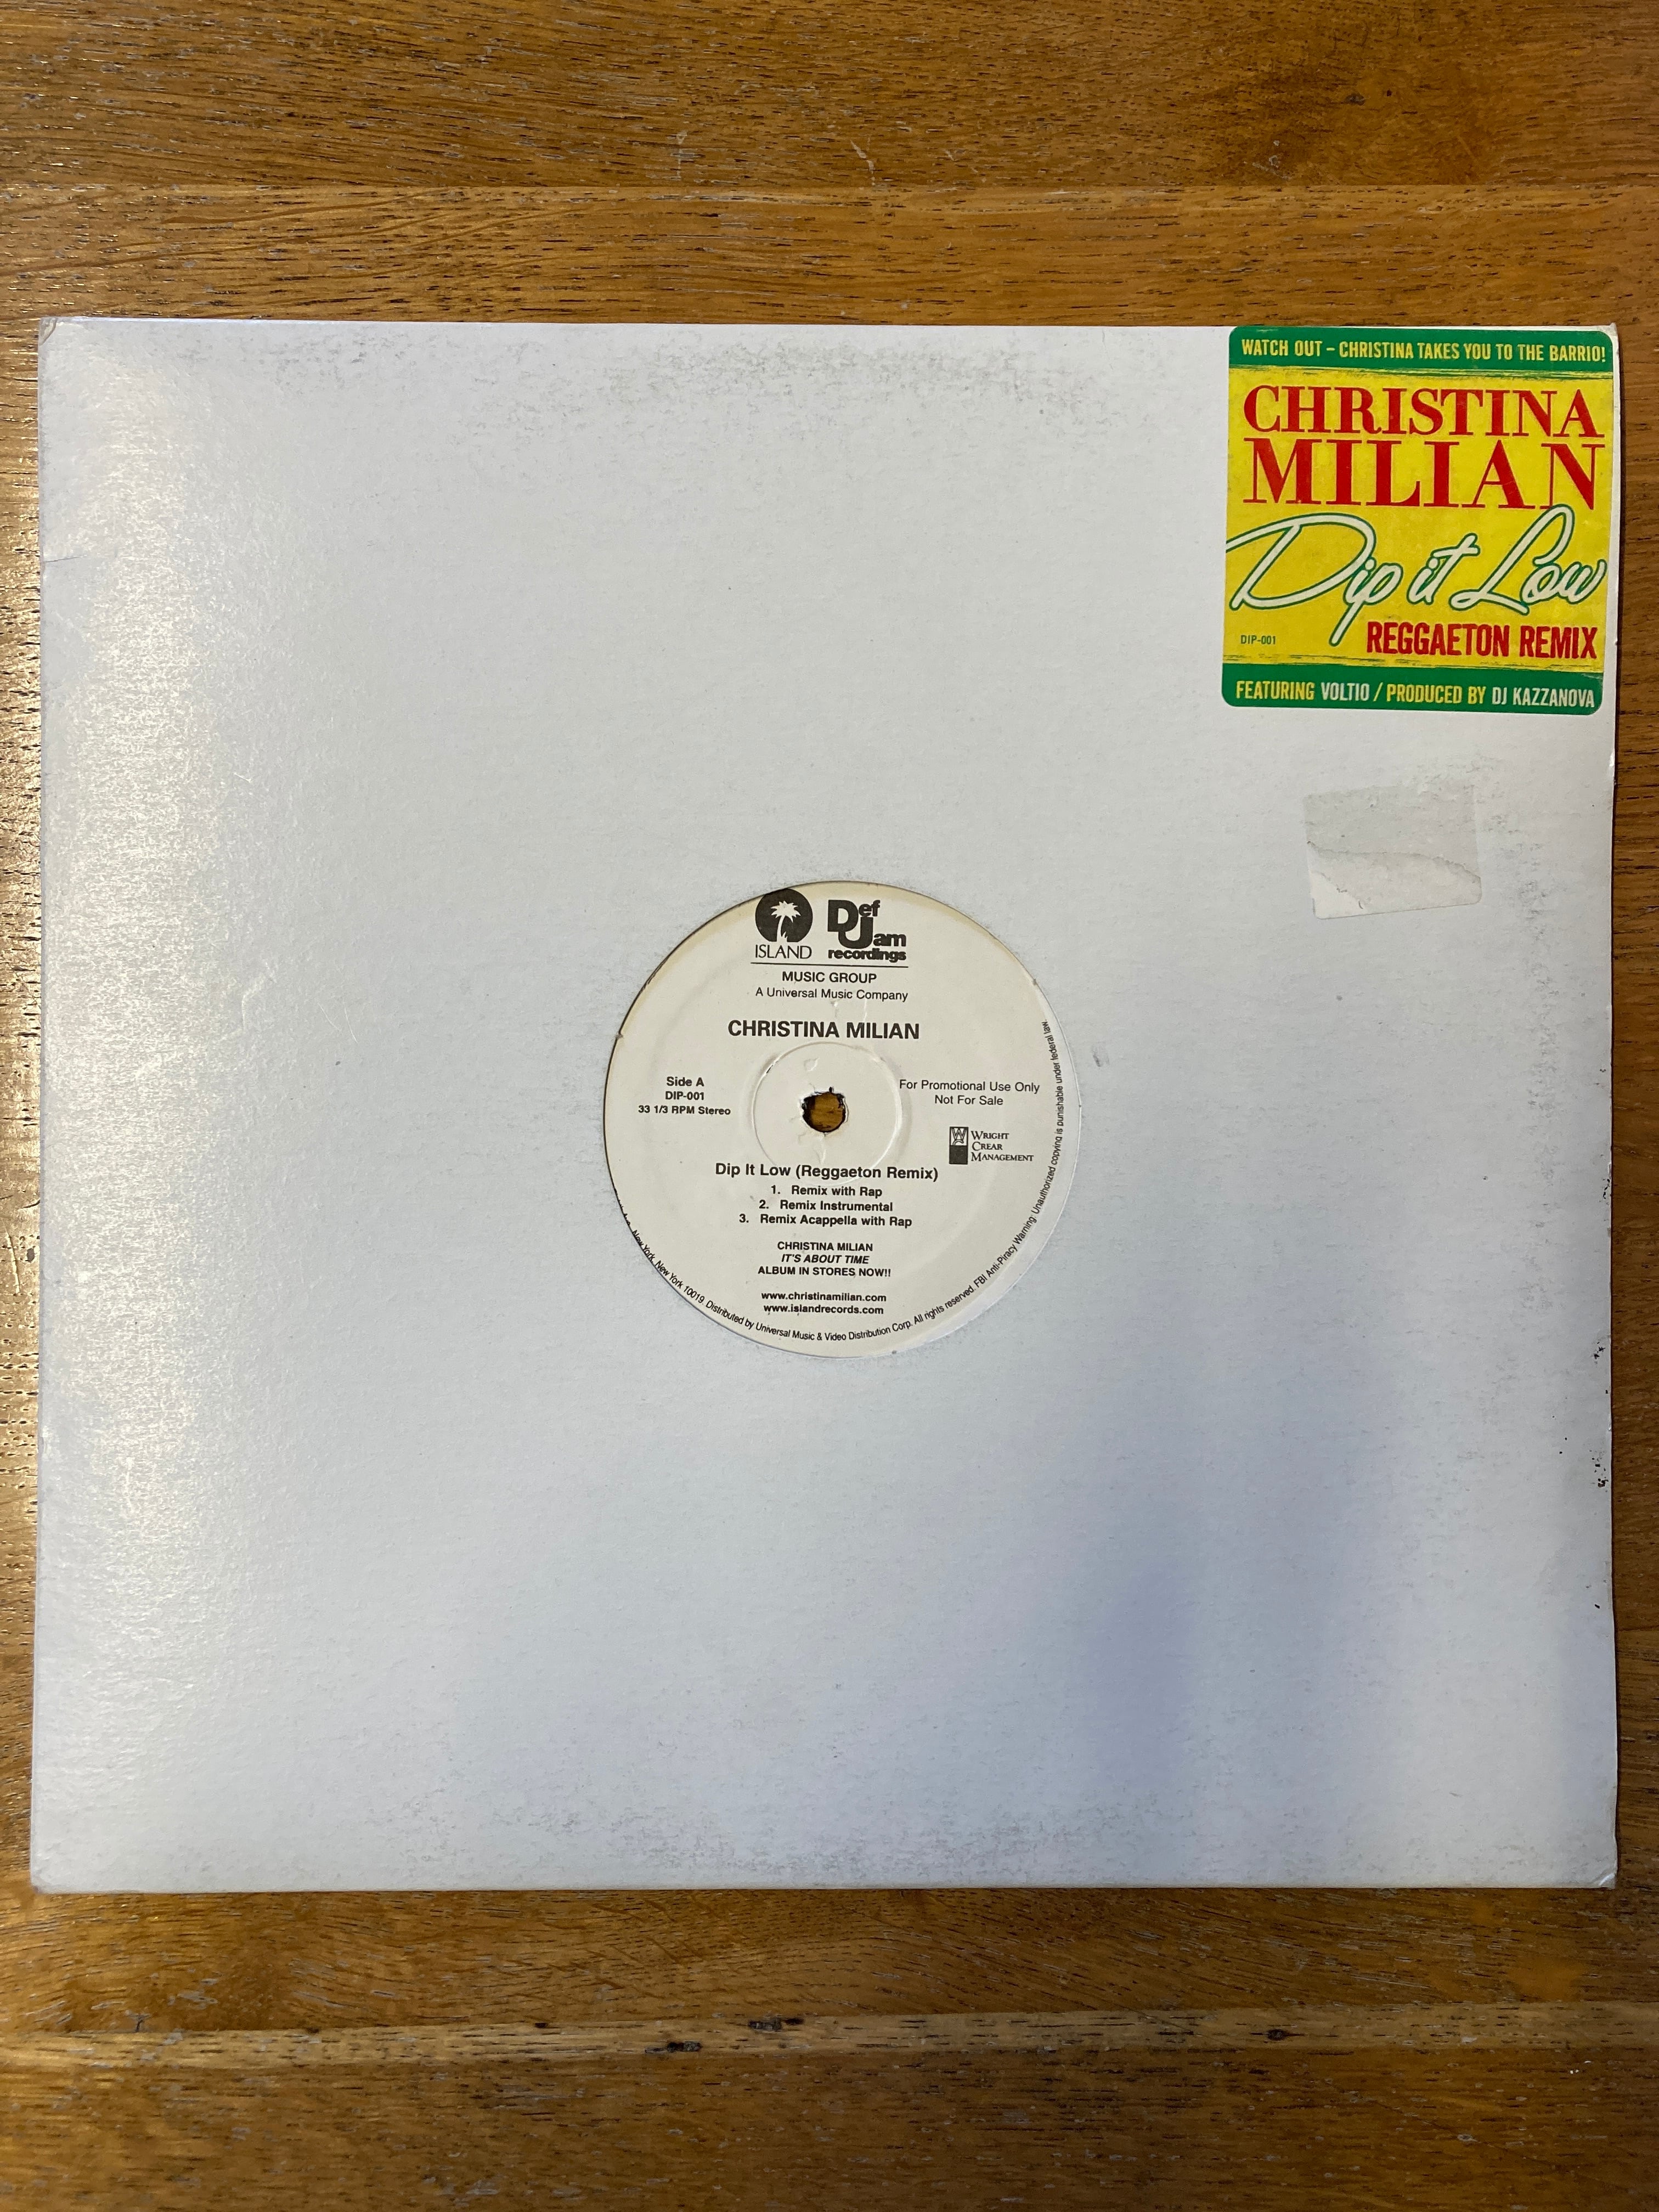 WATCH OUT – CHRISTINA TAKES YOU TO THE BARRIO!
CHRISTINA
MILIAN
Dip it Low
DIP-001
REGGAETON REMIX
FEATURING VOLTIO / PRODUCED BY DJ KAZZANOVA
ISLAND
Def Jam recordings
MUSIC GROUP
A Universal Music Company
CHRISTINA MILIAN
Side A
DIP-001
33 1/3 RPM Stereo
For Promotional Use Only
Not For Sale
WRIGHT
CREAR
MANAGEMENT
Dip It Low (Reggaeton Remix)
1. Remix with Rap
2. Remix Instrumental
3. Remix Acappella with Rap
CHRISTINA MILIAN
IT'S ABOUT TIME
ALBUM IN STORES NOW!!
www.christinamilian.com
www.islandrecords.com
New York, New York 10019. Distributed by Universal Music & Video Distribution Corp. All rights reserved. FBI Anti-Piracy Warning: Unauthorized copying is punishable under federal law.